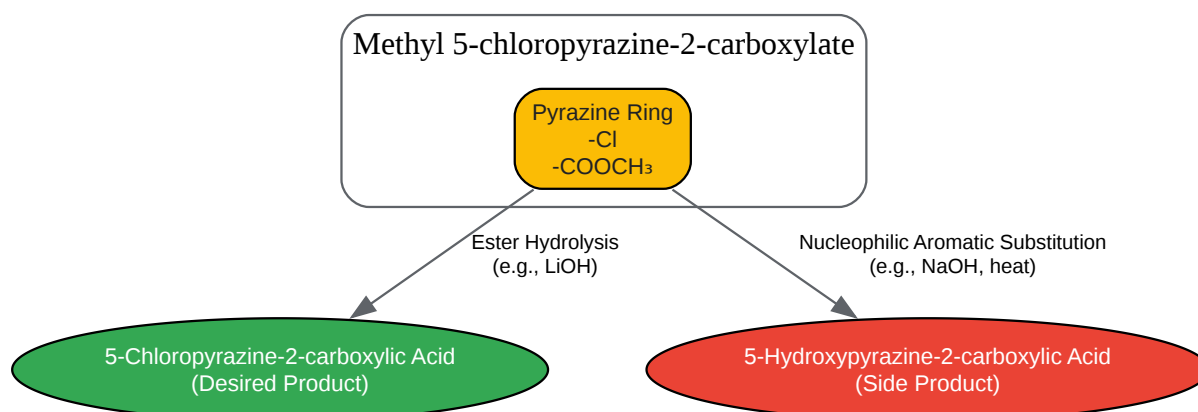 Methyl 5-chloropyrazine-2-carboxylate
Pyrazine Ring
-Cl
-COOCH₃
Ester Hydrolysis
(e.g., LiOH)
Nucleophilic Aromatic Substitution
(e.g., NaOH, heat)
5-Chloropyrazine-2-carboxylic Acid
(Desired Product)
5-Hydroxypyrazine-2-carboxylic Acid
(Side Product)